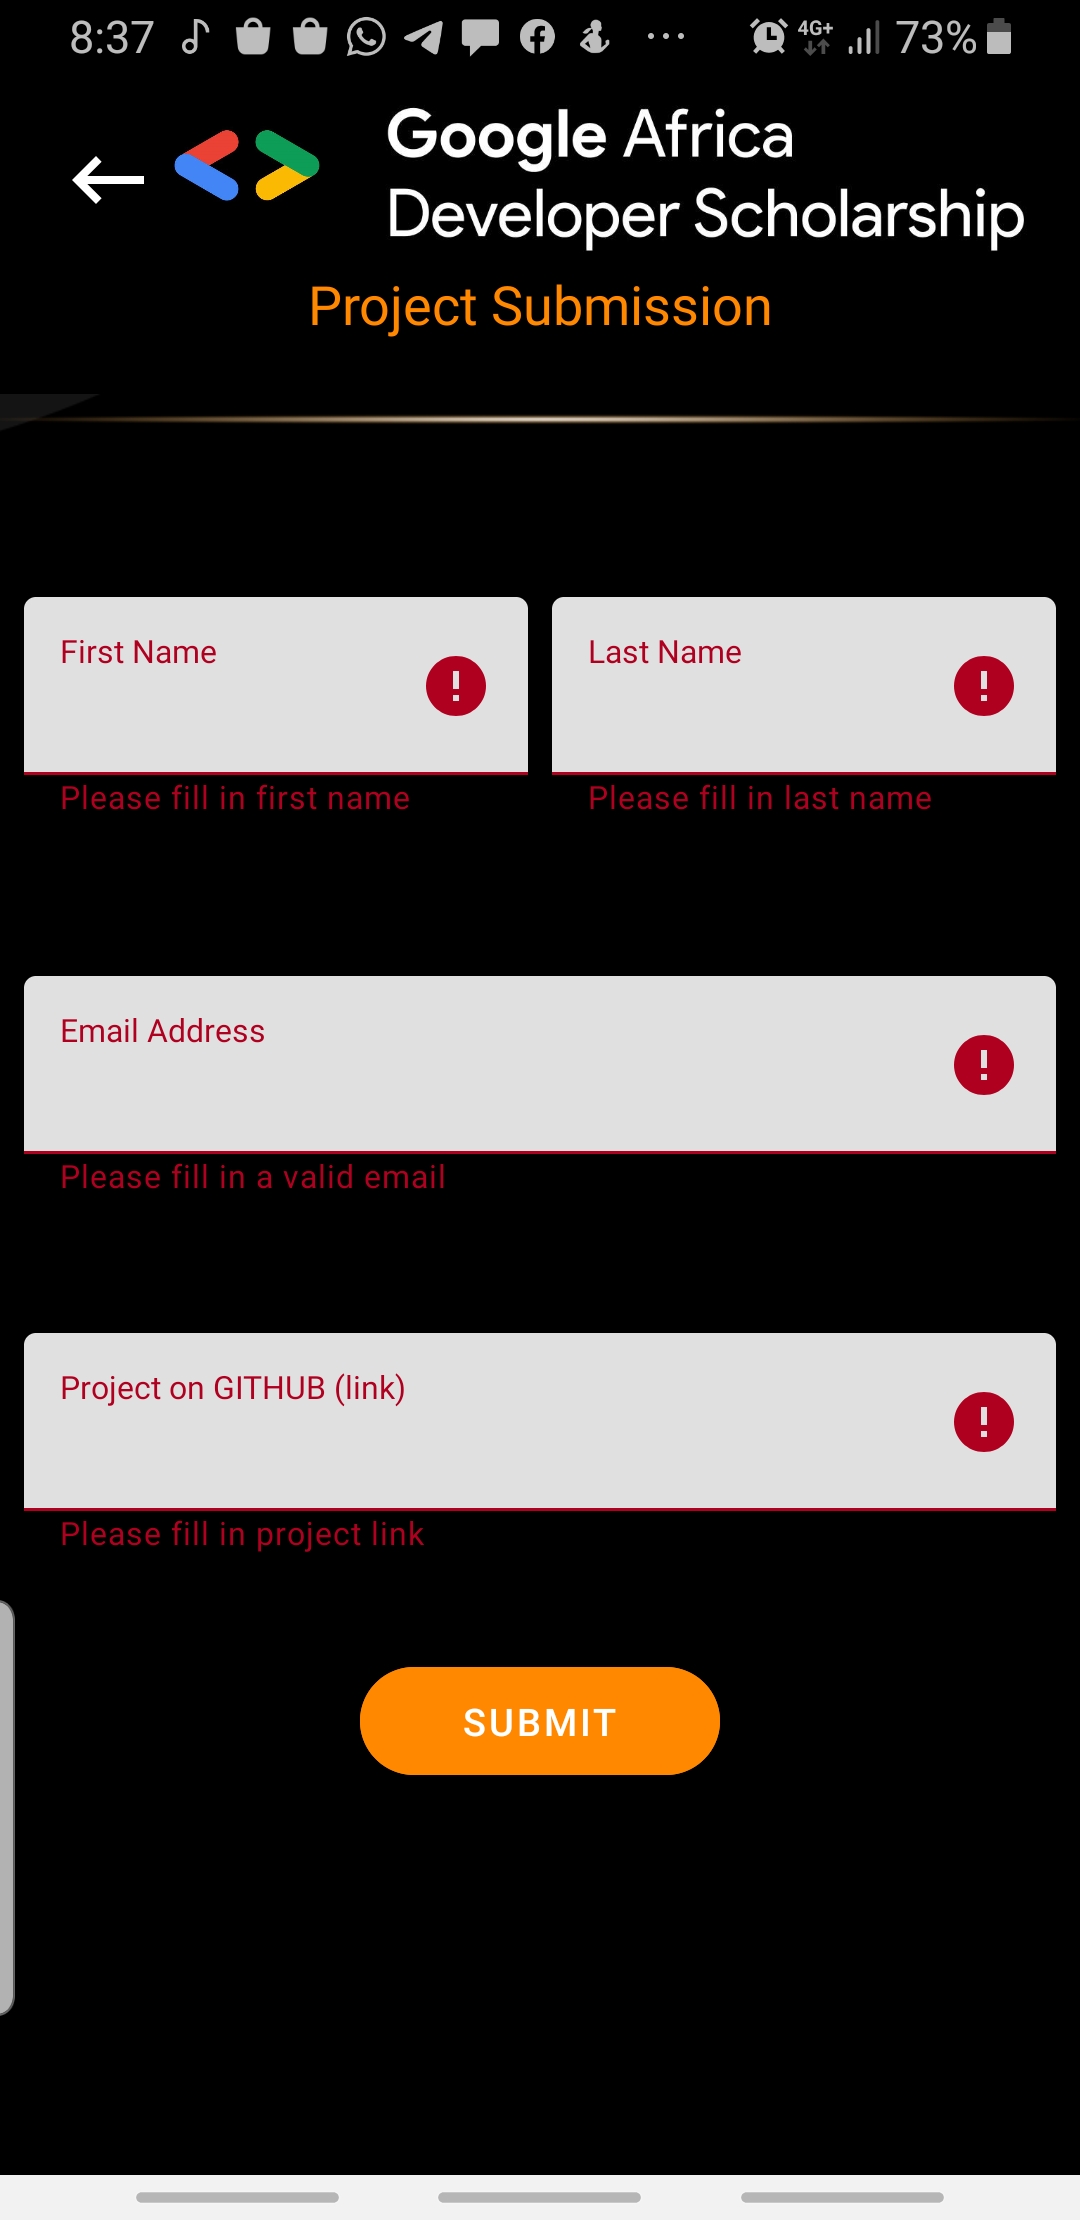 8:37 4G+ 73%
Google Africa
Developer Scholarship
Project Submission
First Name
Last Name
Please fill in first name
Please fill in last name
Email Address
Please fill in a valid email
Project on GITHUB (link)
Please fill in project link
SUBMIT